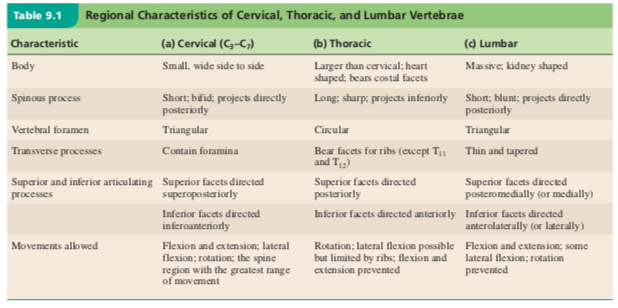 Table 9.1 Regional Characteristics of Cervical, Thoracic, and Lumbar Vertebrae
Characteristic (a) Cervical (C3–C7) (b) Thoracic (c) Lumbar
Body Small, wide side to side Larger than cervical; heart Massive; kidney shaped
shaped; bears costal facets
Spinous process Short; bifid; projects directly Long; sharp; projects inferiorly Short; blunt; projects directly
posteriorly posteriorly
Vertebral foramen Triangular Circular Triangular
Transverse processes Contain foramina Bear facets for ribs (except T11 Thin and tapered
and T12)
Superior and inferior articulating Superior facets directed Superior facets directed Superior facets directed
processes superoposteriorly posteriorly posteromedially (or medially)
Inferior facets directed Inferior facets directed anteriorly Inferior facets directed
inferoanteriorly anterolaterally (or laterally)
Movements allowed Flexion and extension; lateral Rotation; lateral flexion possible Flexion and extension; some
flexion; rotation; the spine but limited by ribs; flexion and lateral flexion; rotation
region with the greatest range extension prevented prevented
of movement